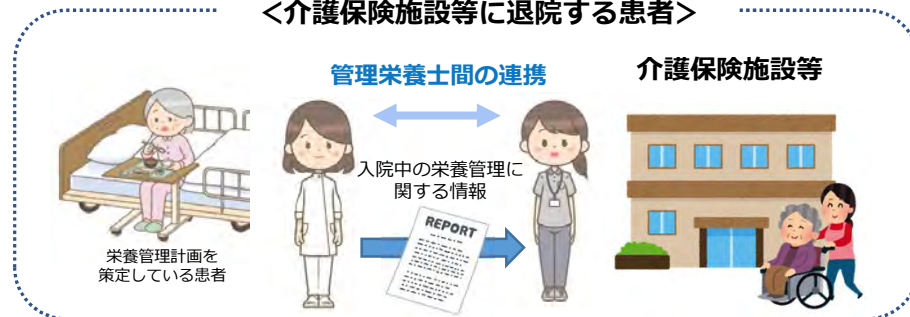 ＜介護保険施設等に退院する患者＞
管理栄養士間の連携
介護保険施設等
入院中の栄養管理に
関する情報
REPORT
栄養管理計画を
策定している患者